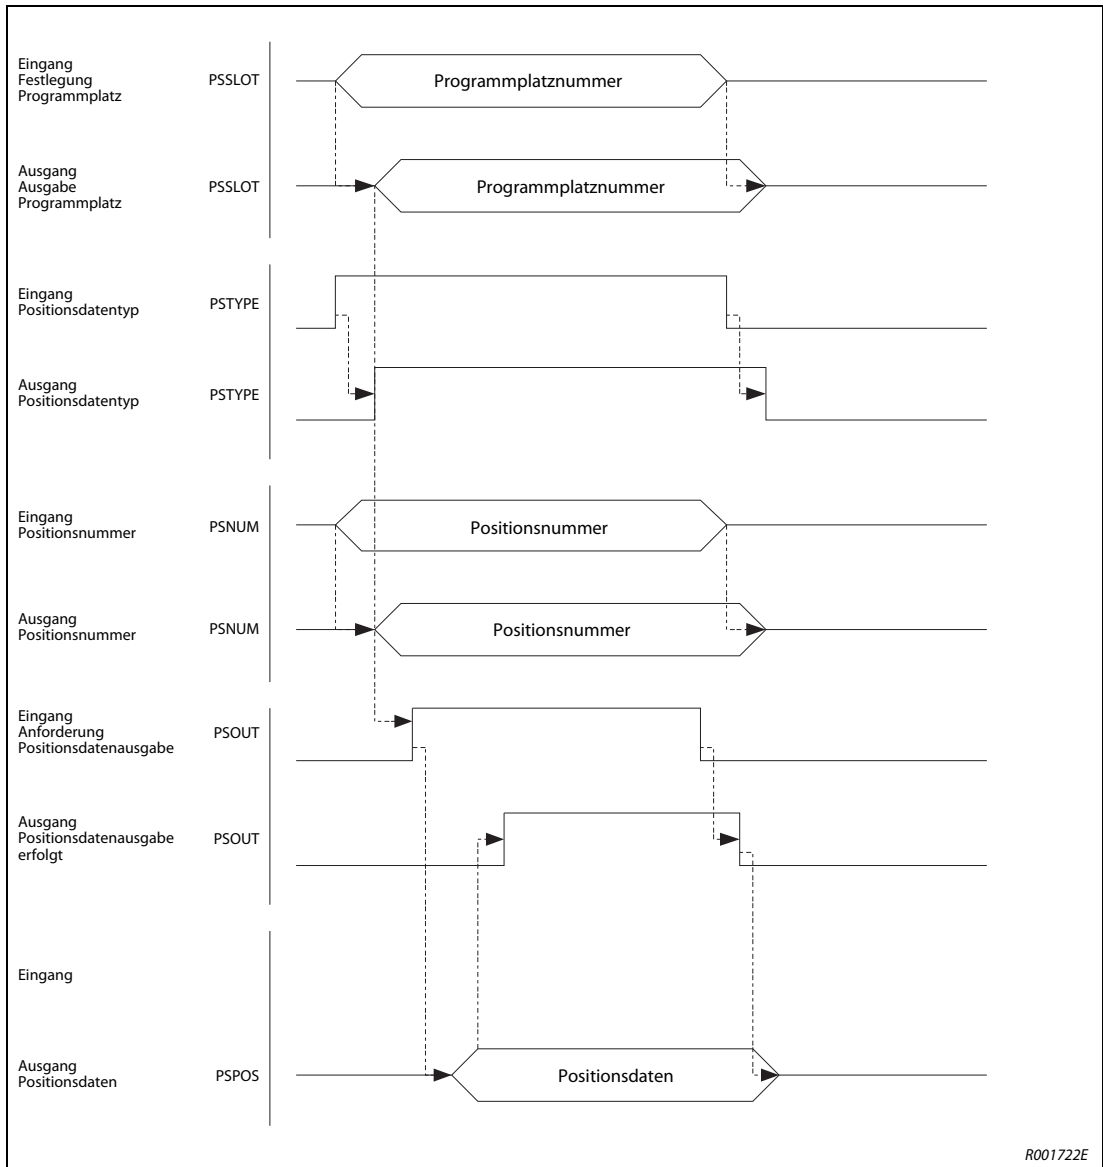 Eingang
Festlegung
Programmplatz
PSSLOT
Programmplatznummer
Ausgang
Ausgabe
Programmplatz
PSSLOT
Programmplatznummer
Eingang
Positionsdatentyp
PSTYPE
Ausgang
Positionsdatentyp
PSTYPE
Eingang
Positionsnummer
PSNUM
Positionsnummer
Ausgang
Positionsnummer
PSNUM
Positionsnummer
Eingang
Anforderung
Positionsdatenausgabe
PSOUT
Ausgang
Positionsdatenausgabe
erfolgt
PSOUT
Eingang
Ausgang
Positionsdaten
PSPOS
Positionsdaten
R001722E